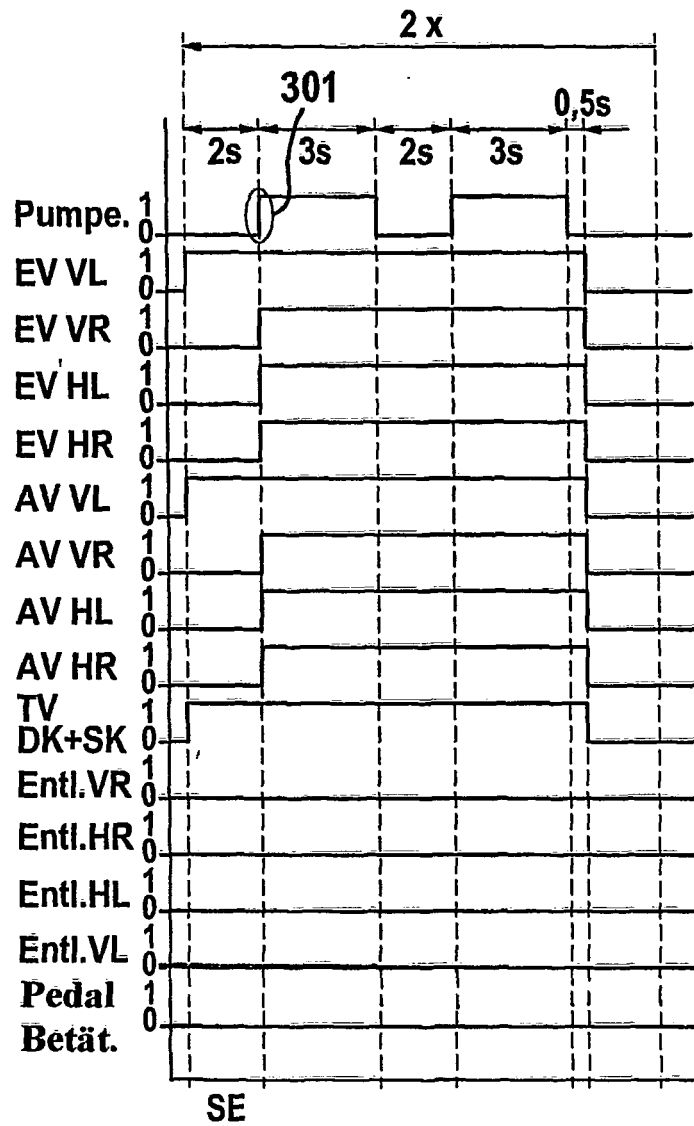 2 x
301
0,5s
2s 3s 2s 3s
Pumpe. 1 0
EV VL 1 0
EV VR 1 0
EV HL 1 0
EV HR 1 0
AV VL 1 0
AV VR 1 0
AV HL 1 0
AV HR 1 0
TV
DK+SK 1 0
Entl.VR 1 0
Entl.HR 1 0
Entl.HL 1 0
Entl.VL 1 0
Pedal 1 0
Betät.
SE